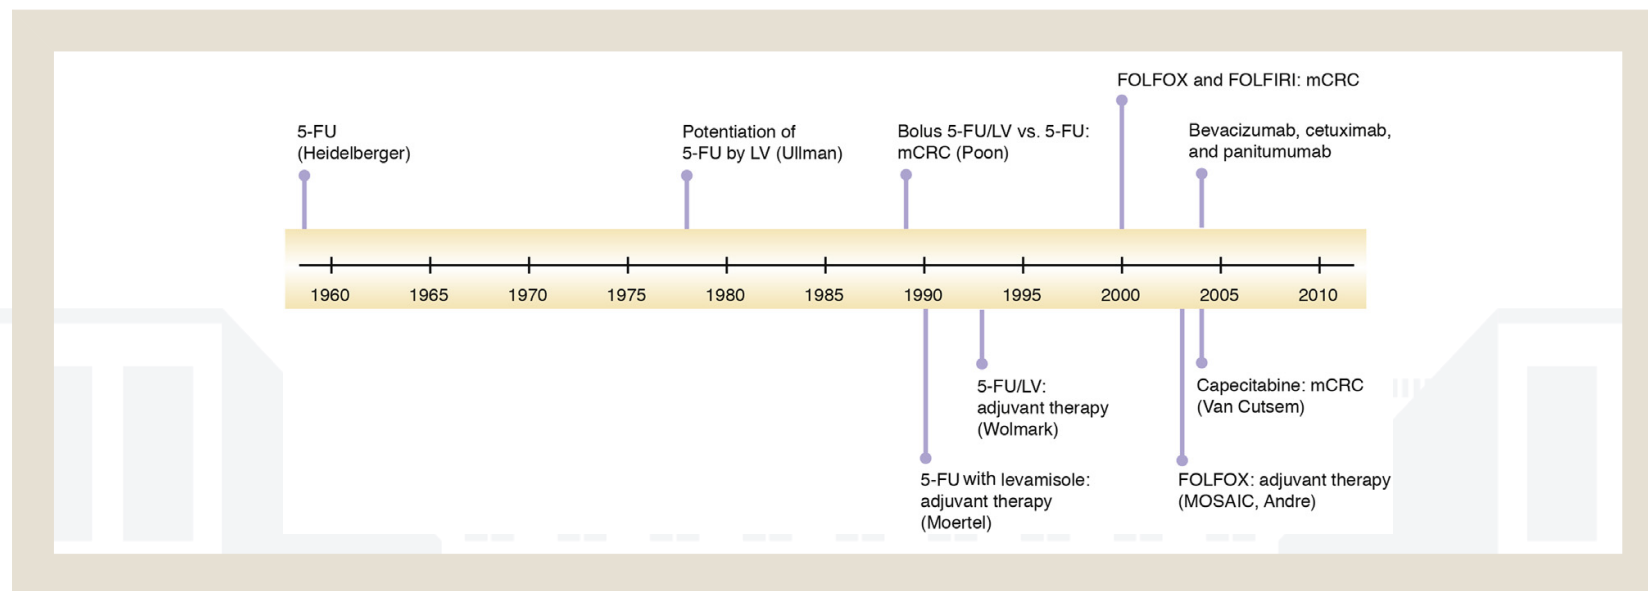 FOLFOX and FOLFIRI: mCRC
5-FU
(Heidelberger)
Potentiation of
5-FU by LV (Ullman)
Bolus 5-FU/LV vs. 5-FU:
mCRC (Poon)
Bevacizumab, cetuximab,
and panitumumab
1960 1965 1970 1975 1980 1985 1990 1995 2000 2005 2010
5-FU/LV:
adjuvant therapy
(Wolmark)
Capecitabine: mCRC
(Van Cutsem)
5-FU with levamisole:
adjuvant therapy
(Moertel)
FOLFOX: adjuvant therapy
(MOSAIC, Andre)